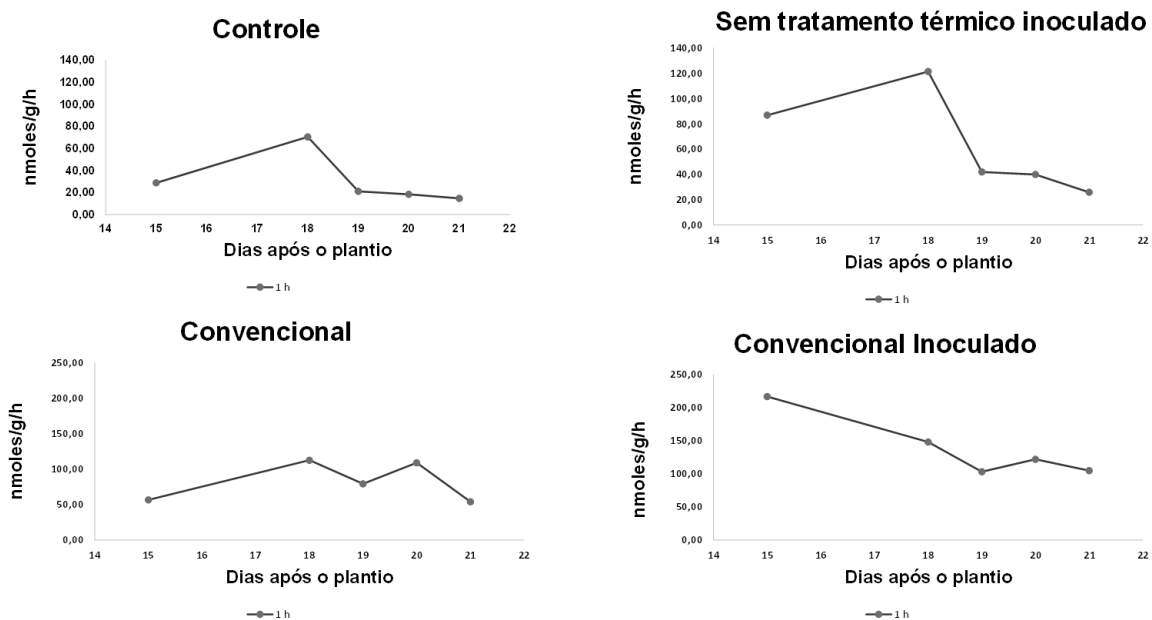 Controle
nmoles/g/h
140,00
120,00
100,00
80,00
60,00
40,00
20,00
0,00
14 15 16 17 18 19 20 21 22
Dias após o plantio
1 h
Sem tratamento térmico inoculado
nmoles/g/h
140,00
120,00
100,00
80,00
60,00
40,00
20,00
0,00
14 15 16 17 18 19 20 21 22
Dias após o plantio
1 h
Convencional
nmoles/g/h
250,00
200,00
150,00
100,00
50,00
0,00
14 15 16 17 18 19 20 21 22
Dias após o plantio
1 h
Convencional Inoculado
nmoles/g/h
250,00
200,00
150,00
100,00
50,00
0,00
14 15 16 17 18 19 20 21 22
Dias após o plantio
1 h